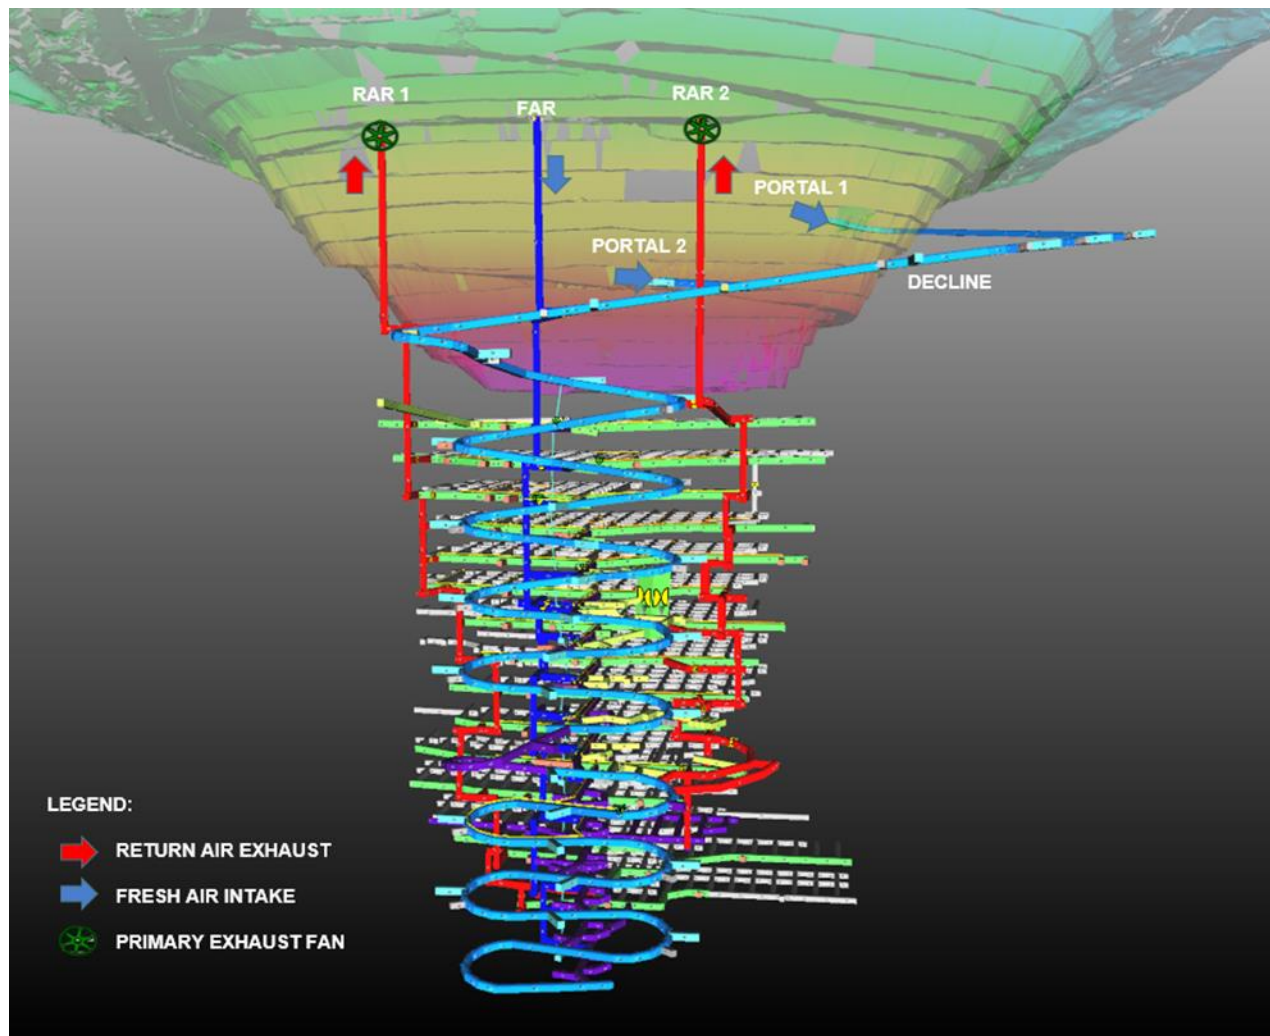 RAR 1
FAR
RAR 2
PORTAL 1
PORTAL 2
DECLINE
LEGEND:
RETURN AIR EXHAUST
FRESH AIR INTAKE
PRIMARY EXHAUST FAN